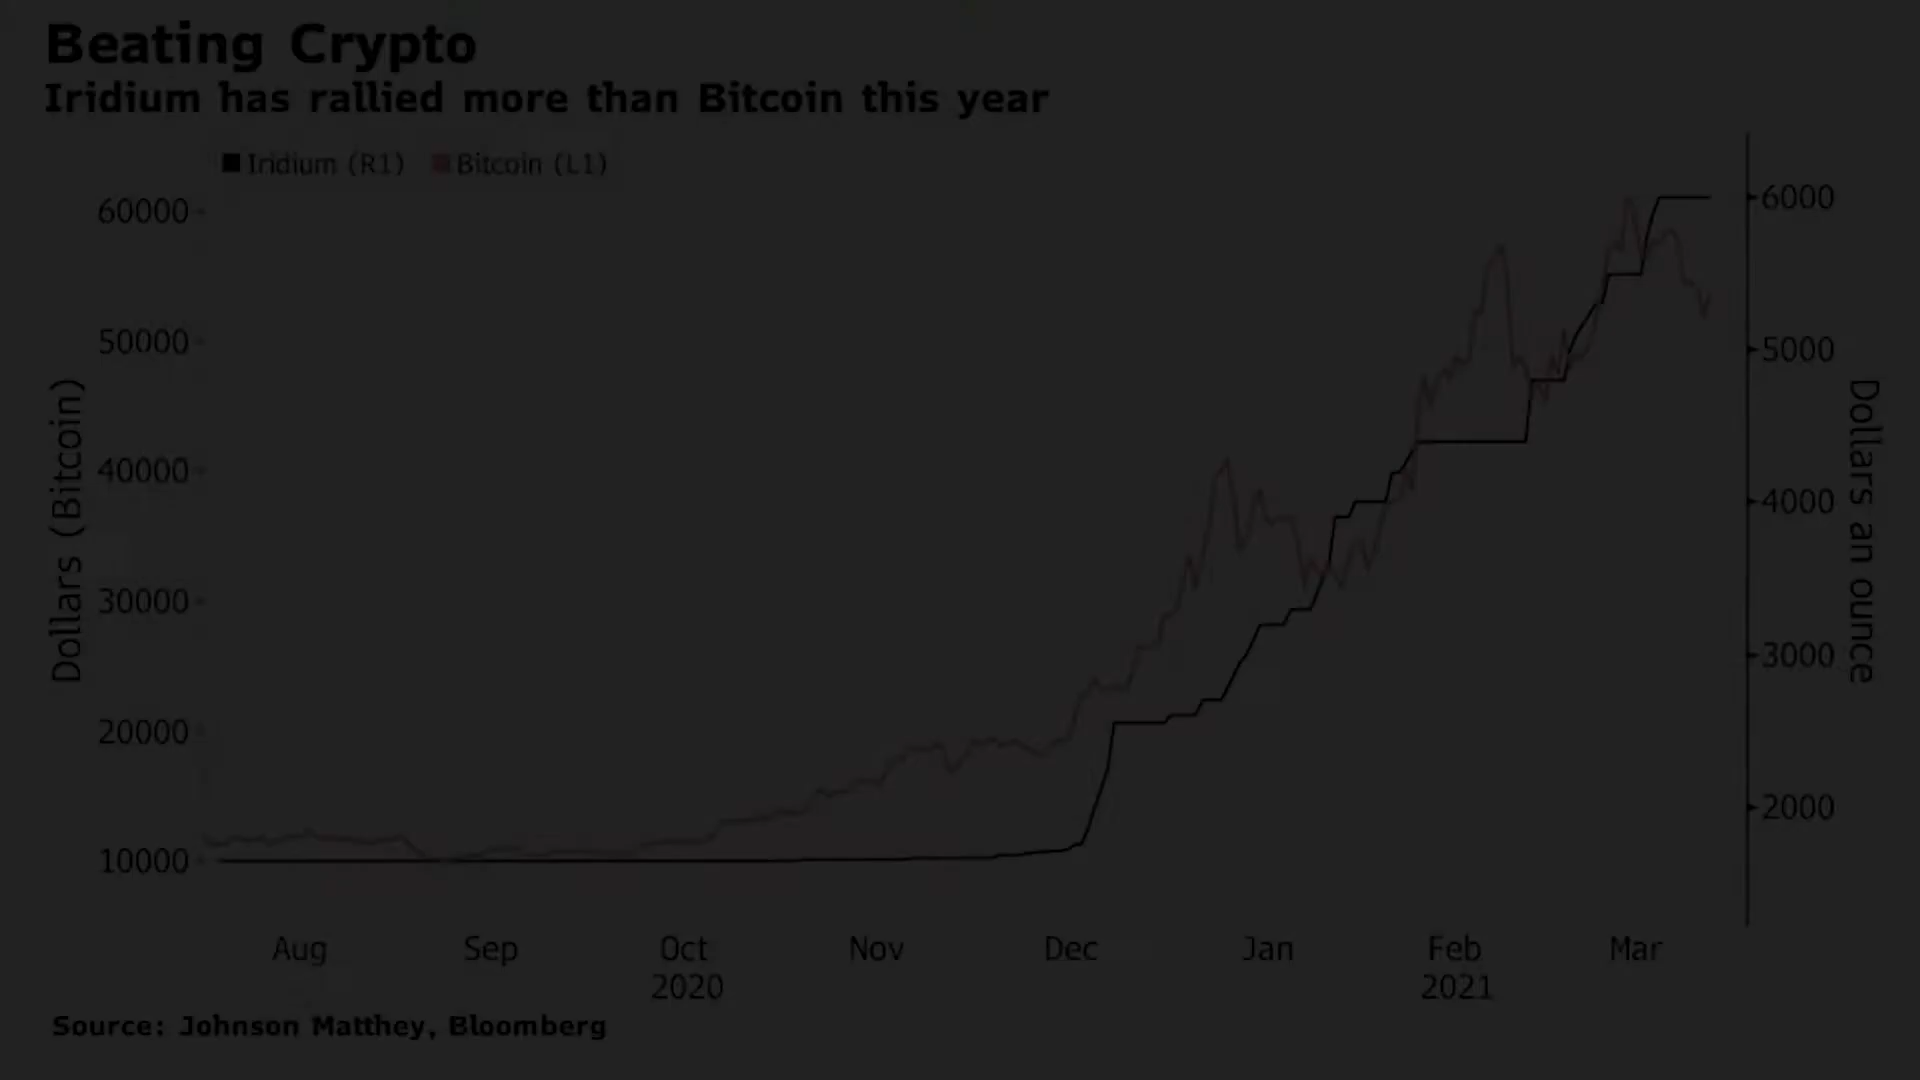 Beating Crypto
Iridium has rallied more than Bitcoin this year
Iridium (R1) Bitcoin (L1)
60000
50000
40000
30000
20000
10000
Dollars (Bitcoin)
6000
5000
4000
3000
2000
Dollars an ounce
Aug Sep Oct Nov Dec Jan Feb Mar
2020 2021
Source: Johnson Matthey, Bloomberg